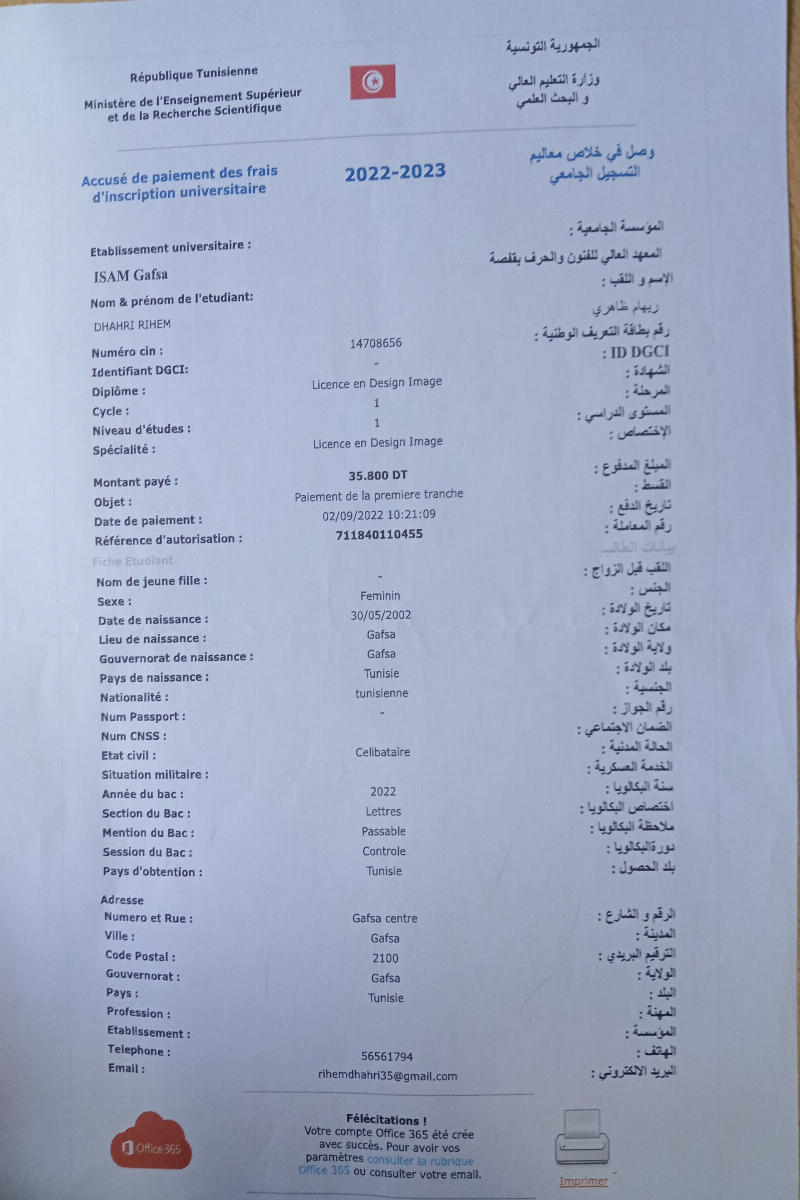 République Tunisienne
Ministère de l'Enseignement Supérieur
et de la Recherche Scientifique
الجمهورية التونسية
وزارة التعليم العالي
و البحث العلمي
Accusé de paiement des frais
d'inscription universitaire
2022-2023
وصل في خلاص معاليم
التسجيل الجامعي
Etablissement universitaire :
المؤسسة الجامعية :
ISAM Gafsa
المعهد العالي للفنون والحرف بقفصة
Nom & prénom de l'etudiant:
الإسم و اللقب :
DHAHRI RIHEM
ريهام ظاهري
Numéro cin : 14708656 رقم بطاقة التعريف الوطنية :
Identifiant DGCI: - ID DGCI :
Diplôme : Licence en Design Image الشهادة :
Cycle : 1 المرحلة :
Niveau d'études : 1 المستوى الدراسي :
Spécialité : Licence en Design Image الإختصاص :
Montant payé : 35.800 DT المبلغ المدفوع :
Objet : Paiement de la premiere tranche القسط :
Date de paiement : 02/09/2022 10:21:09 تاريخ الدفع :
Référence d'autorisation : 711840110455 رقم المعاملة :
Fiche Etudiant بيانات الطالب
Nom de jeune fille : - اللقب قبل الزواج :
Sexe : Feminin الجنس :
Date de naissance : 30/05/2002 تاريخ الولادة :
Lieu de naissance : Gafsa مكان الولادة :
Gouvernorat de naissance : Gafsa ولاية الولادة :
Pays de naissance : Tunisie بلد الولادة :
Nationalité : tunisienne الجنسية :
Num Passport : - رقم الجواز :
Num CNSS : الضمان الاجتماعي :
Etat civil : Celibataire الحالة المدنية :
Situation militaire : الخدمة العسكرية :
Année du bac : 2022 سنة البكالويا :
Section du Bac : Lettres اختصاص البكالويا :
Mention du Bac : Passable ملاحظة البكالويا :
Session du Bac : Controle دورةالبكالويا :
Pays d'obtention : Tunisie بلد الحصول :
Adresse
Numero et Rue : Gafsa centre الرقم و الشارع :
Ville : Gafsa المدينة :
Code Postal : 2100 الترقيم البريدي :
Gouvernorat : Gafsa الولاية :
Pays : Tunisie البلد :
Profession : المهنة :
Etablissement : المؤسسة :
Telephone : 56561794 الهاتف :
Email : rihemdhahri35@gmail.com البريد الالكتروني :
Office 365
Félécitations !
Votre compte Office 365 été crée
avec succès. Pour avoir vos
paramètres consulter la rubrique
Office 365 ou consulter votre email.
Imprimer